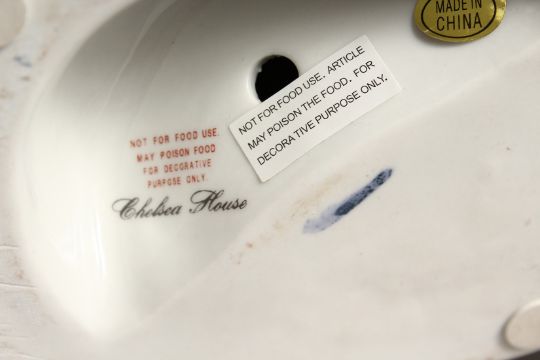 MADE IN
CHINA
NOT FOR FOOD USE. ARTICLE
MAY POISON THE FOOD. FOR
DECORATIVE PURPOSE ONLY.
NOT FOR FOOD USE.
MAY POISON FOOD
FOR DECORATIVE
PURPOSE ONLY.
Chelsea House